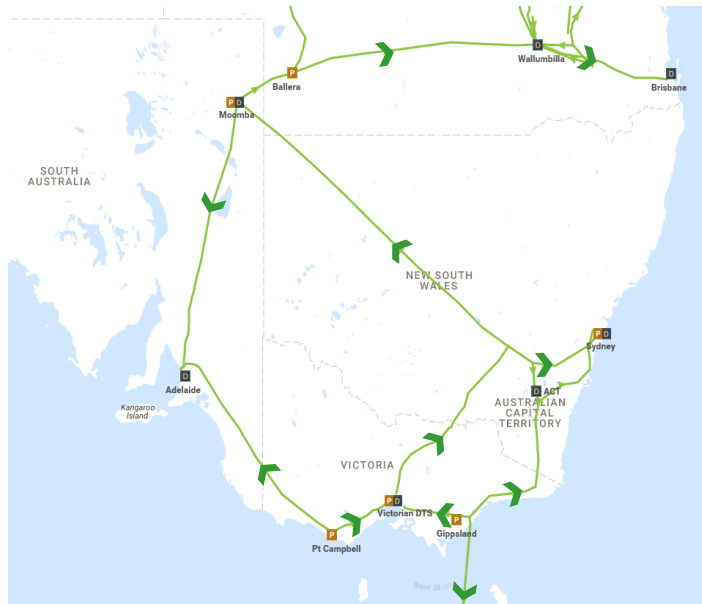 D
Wallumbilla
P
Ballera
D
Brisbane
P D
Moomba
SOUTH
AUSTRALIA
NEW SOUTH
WALES
P D
Sydney
D
Adelaide
D ACT
AUSTRALIAN
CAPITAL
TERRITORY
Kangaroo
Island
VICTORIA
P D
Victorian DTS
P
Gippsland
P
Pt Campbell